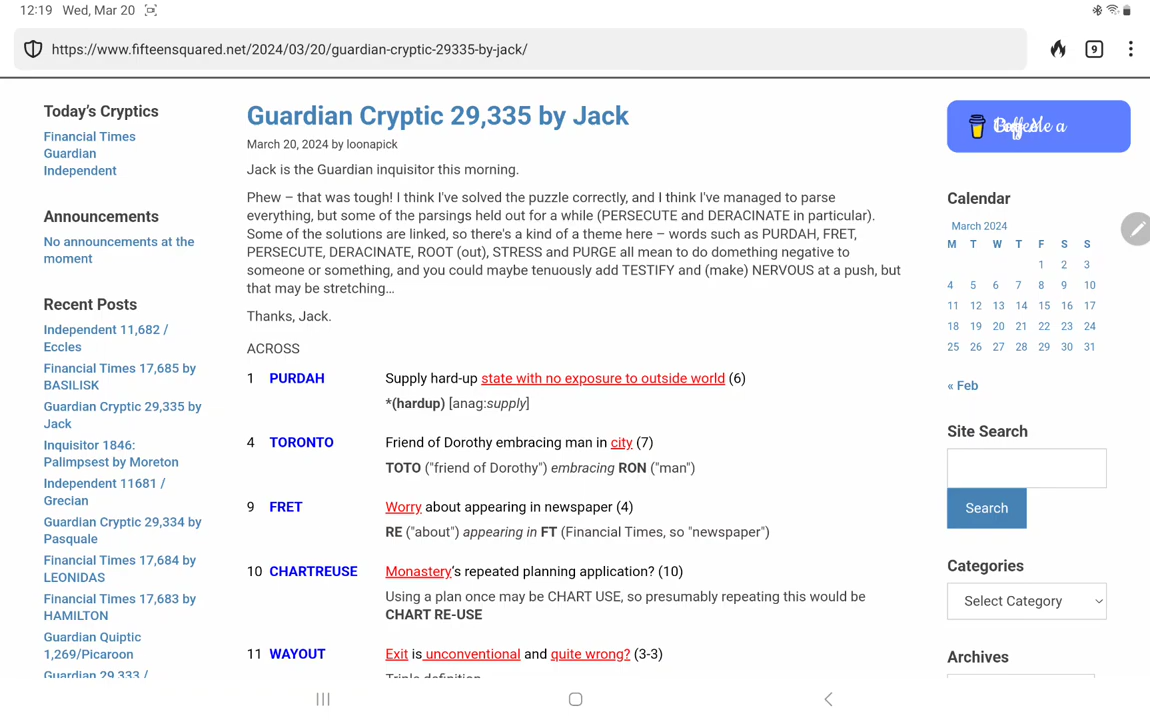 12:19 Wed, Mar 20
https://www.fifteensquared.net/2024/03/20/guardian-cryptic-29335-by-jack/
9
Today's Cryptics
Financial Times
Guardian
Independent
Announcements
No announcements at the
moment
Recent Posts
Independent 11,682 /
Eccles
Financial Times 17,685 by
BASILISK
Guardian Cryptic 29,335 by
Jack
Inquisitor 1846:
Palimpsest by Moreton
Independent 11681 /
Grecian
Guardian Cryptic 29,334 by
Pasquale
Financial Times 17,684 by
LEONIDAS
Financial Times 17,683 by
HAMILTON
Guardian Quiptic
1,269/Picaroon
Guardian 29,333 /
Guardian Cryptic 29,335 by Jack
March 20, 2024 by loonapick
Jack is the Guardian inquisitor this morning.
Phew – that was tough! I think I've solved the puzzle correctly, and I think I've managed to parse
everything, but some of the parsings held out for a while (PERSECUTE and DERACINATE in particular).
Some of the solutions are linked, so there's a kind of a theme here – words such as PURDAH, FRET,
PERSECUTE, DERACINATE, ROOT (out), STRESS and PURGE all mean to do domething negative to
someone or something, and you could maybe tenuously add TESTIFY and (make) NERVOUS at a push, but
that may be stretching…
Thanks, Jack.
ACROSS
1 PURDAH Supply hard-up state with no exposure to outside world (6)
*(hardup) [anag:supply]
4 TORONTO Friend of Dorothy embracing man in city (7)
TOTO ("friend of Dorothy") embracing RON ("man")
9 FRET Worry about appearing in newspaper (4)
RE ("about") appearing in FT (Financial Times, so "newspaper")
10 CHARTREUSE Monastery's repeated planning application? (10)
Using a plan once may be CHART USE, so presumably repeating this would be
CHART RE-USE
11 WAYOUT Exit is unconventional and quite wrong? (3-3)
Triple definition
Calendar
March 2024
M T W T F S S
1 2 3
4 5 6 7 8 9 10
11 12 13 14 15 16 17
18 19 20 21 22 23 24
25 26 27 28 29 30 31
« Feb
Site Search
Search
Categories
Select Category
Archives